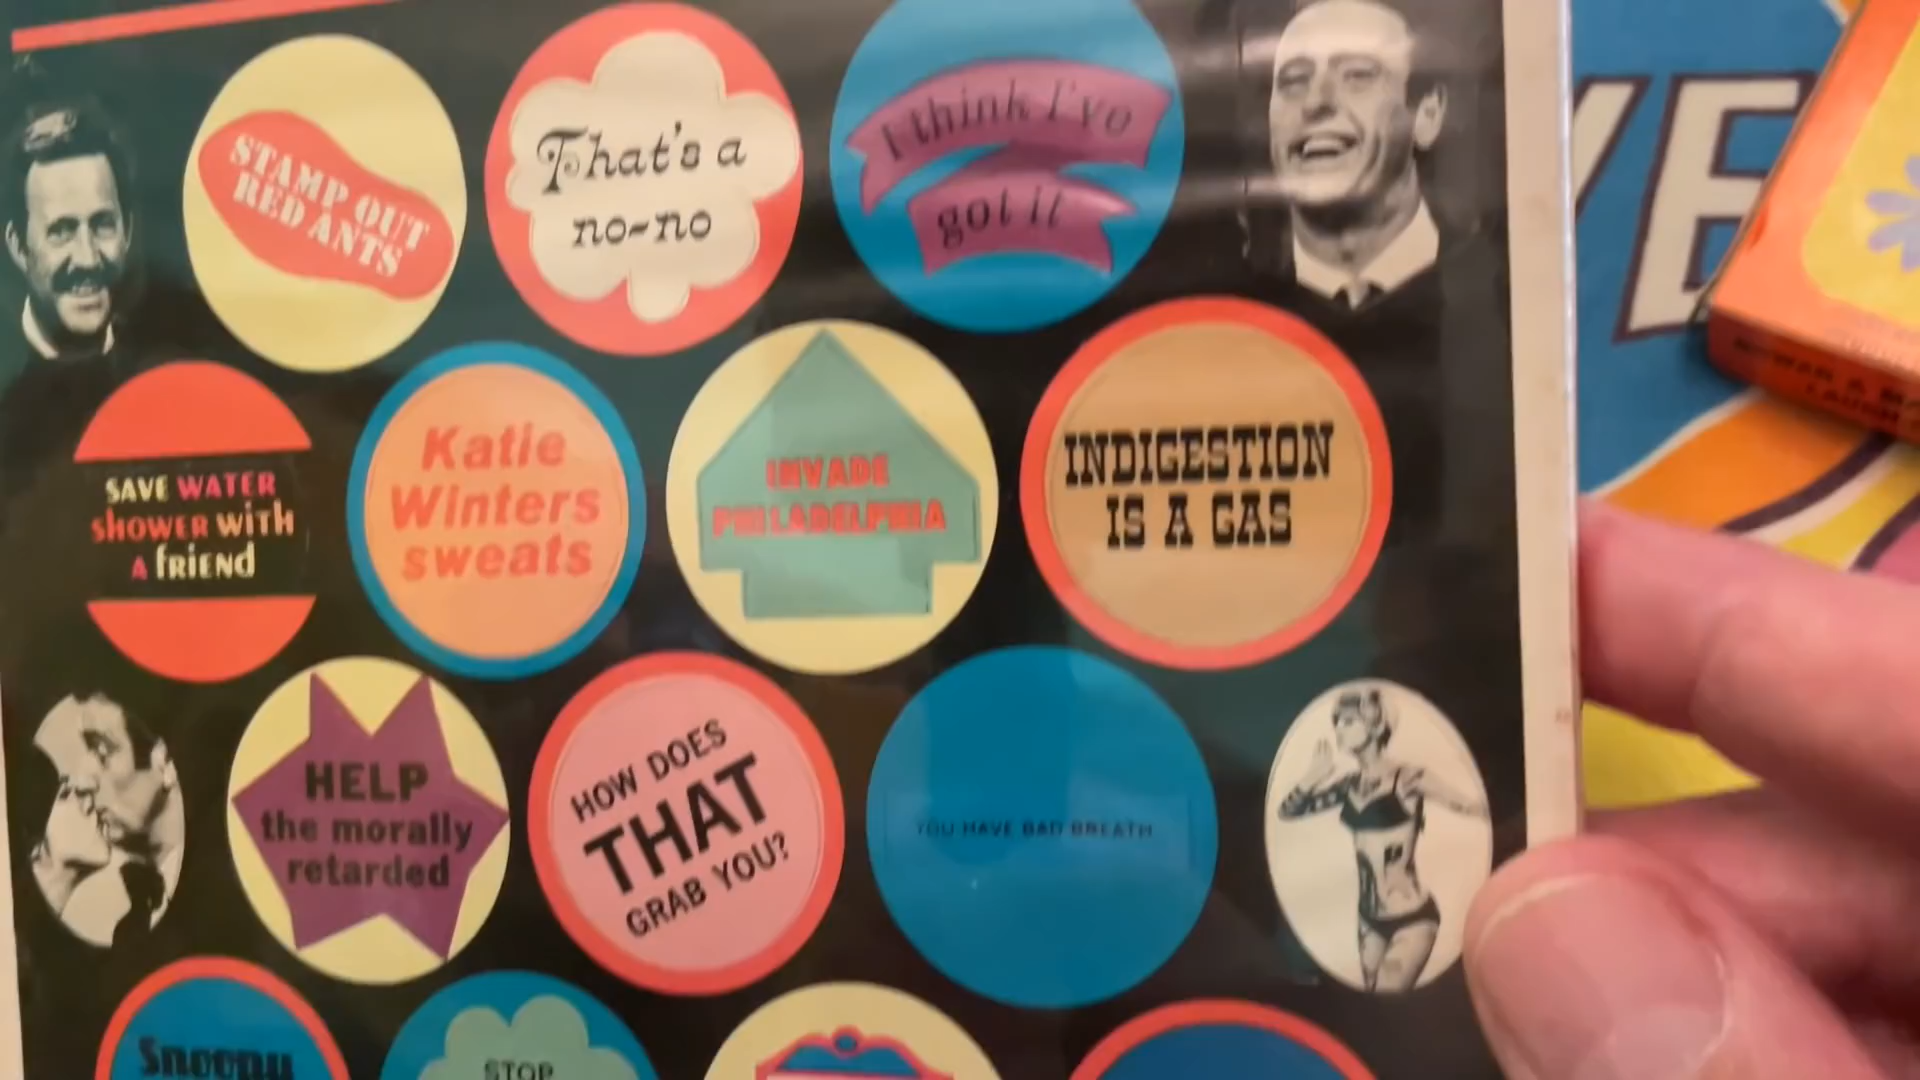 STAMP OUT
RED ANTS
That's a
no-no
I think I've
got it
VE
SAVE WATER
SHOWER WITH
A FRIEND
Katie
Winters
sweats
INVADE
PHILADELPHIA
INDIGESTION
IS A GAS
HELP
the morally
retarded
HOW DOES
THAT
GRAB YOU?
YOU HAVE BAD BREATH
Snoopy
STOP